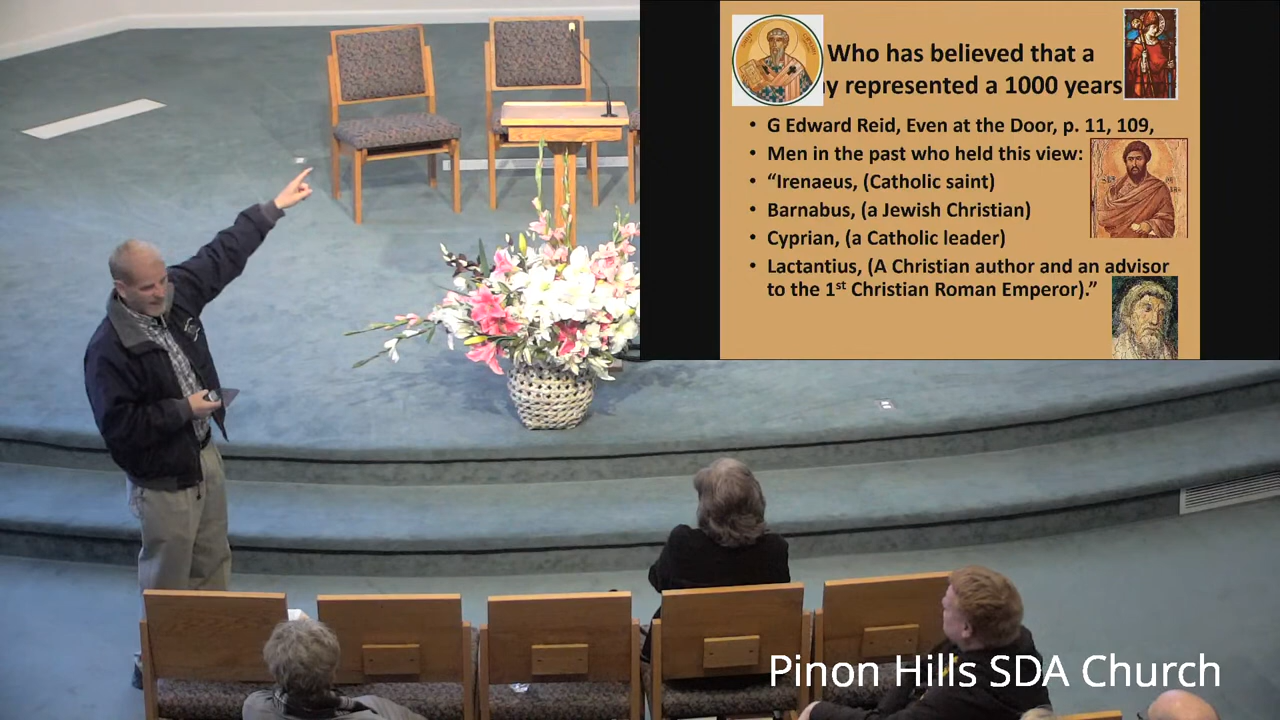 Who has believed that a
y represented a 1000 years
• G Edward Reid, Even at the Door, p. 11, 109,
• Men in the past who held this view:
• “Irenaeus, (Catholic saint)
• Barnabus, (a Jewish Christian)
• Cyprian, (a Catholic leader)
• Lactantius, (A Christian author and an advisor
to the 1st Christian Roman Emperor).”
Pinon Hills SDA Church